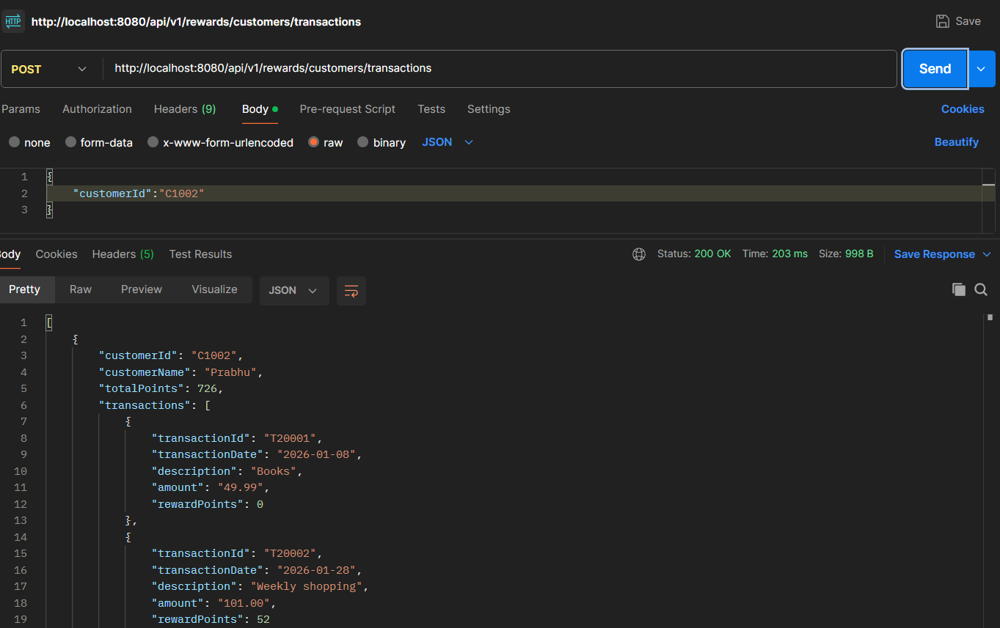 HTTP http://localhost:8080/api/v1/rewards/customers/transactions Save
POST http://localhost:8080/api/v1/rewards/customers/transactions Send
Params Authorization Headers (9) Body Pre-request Script Tests Settings Cookies
none form-data x-www-form-urlencoded raw binary JSON Beautify
1 {
2 "customerId":"C1002"
3 }
Body Cookies Headers (5) Test Results Status: 200 OK Time: 203 ms Size: 998 B Save Response
Pretty Raw Preview Visualize JSON
1 [
2 {
3 "customerId": "C1002",
4 "customerName": "Prabhu",
5 "totalPoints": 726,
6 "transactions": [
7 {
8 "transactionId": "T20001",
9 "transactionDate": "2026-01-08",
10 "description": "Books",
11 "amount": "49.99",
12 "rewardPoints": 0
13 },
14 {
15 "transactionId": "T20002",
16 "transactionDate": "2026-01-28",
17 "description": "Weekly shopping",
18 "amount": "101.00",
19 "rewardPoints": 52